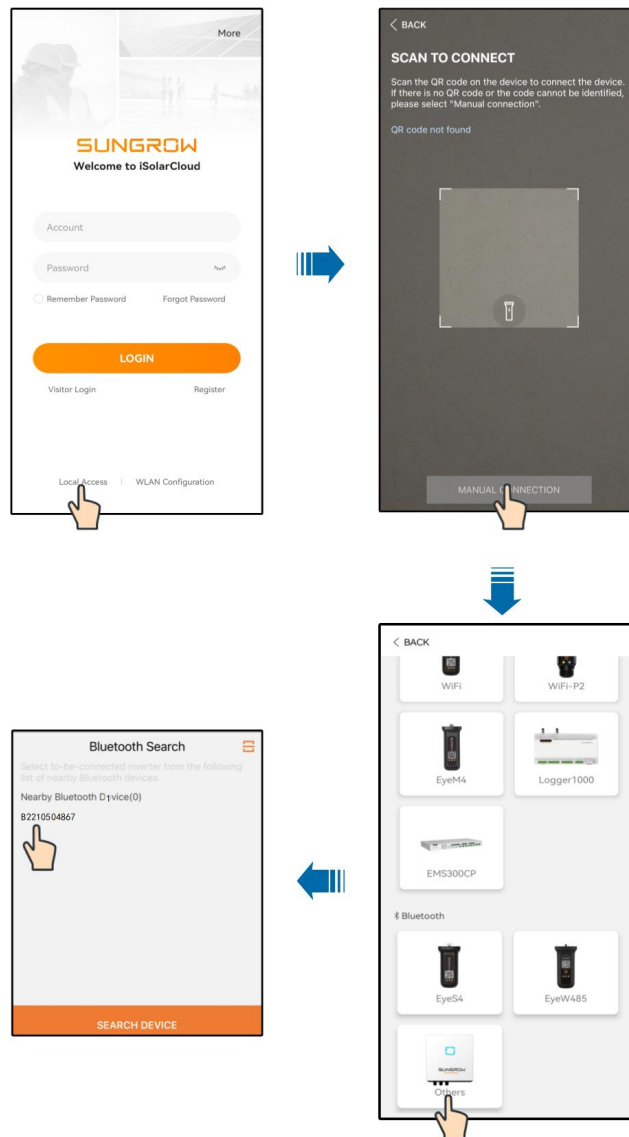 More
SUNGROW
Welcome to iSolarCloud
Account
Password
Remember Password
Forgot Password
LOGIN
Visitor Login
Register
Local Access
WLAN Configuration
BACK
SCAN TO CONNECT
Scan the QR code on the device to connect the device.
If there is no QR code or the code cannot be identified,
please select "Manual connection".
QR code not found
MANUAL CONNECTION
BACK
WiFi
WiFi-P2
EyeM4
Logger1000
EMS300CP
Bluetooth
EyeS4
EyeW485
SUNGROW
Others
Bluetooth Search
Select to-be-connected inverter from the following
list of nearby Bluetooth devices.
Nearby Bluetooth D1vice(0)
B2210504867
SEARCH DEVICE